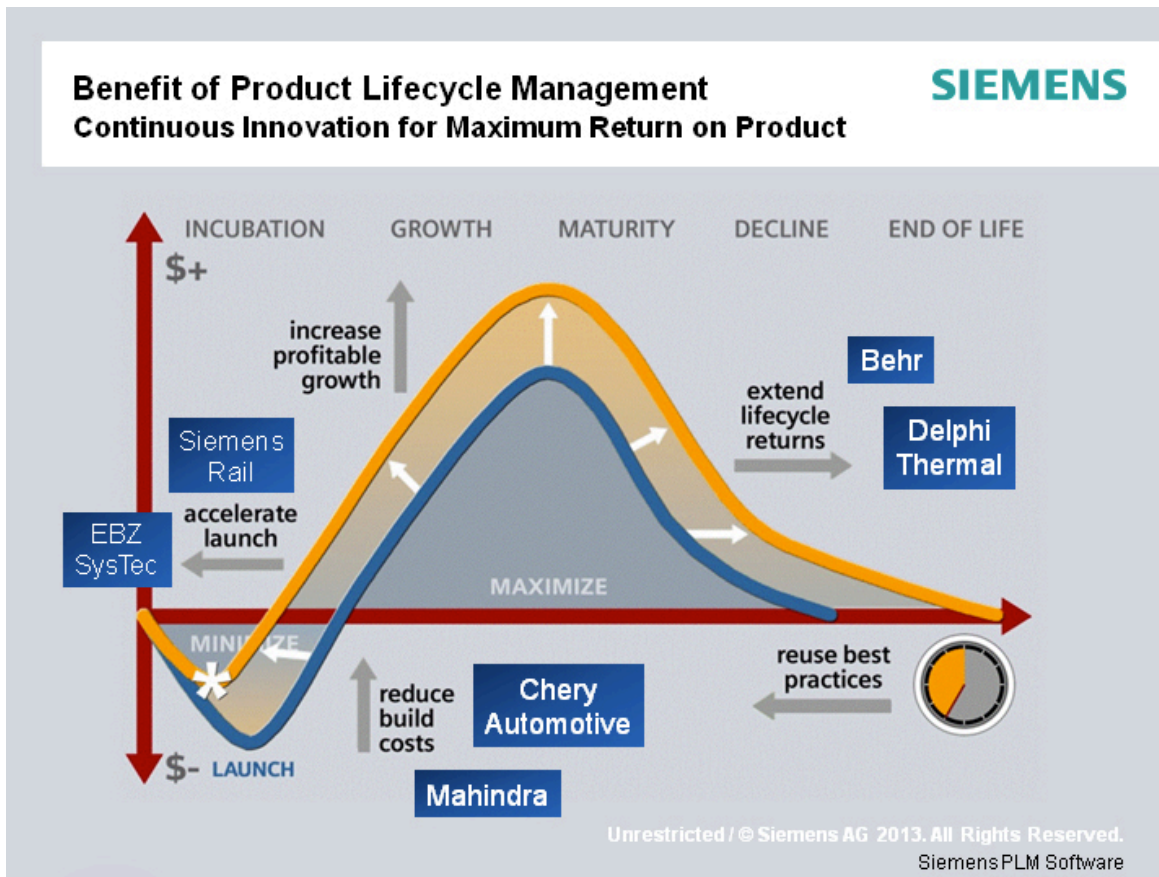 Benefit of Product Lifecycle Management
Continuous Innovation for Maximum Return on Product
SIEMENS
INCUBATION
GROWTH
MATURITY
DECLINE
END OF LIFE
$+
increase
profitable
growth
Behr
extend
lifecycle
returns
Delphi
Thermal
Siemens
Rail
accelerate
launch
EBZ
SysTec
MAXIMIZE
MINIMIZE
reduce
build
costs
Chery
Automotive
reuse best
practices
$-
LAUNCH
Mahindra
Unrestricted / © Siemens AG 2013. All Rights Reserved.
Siemens PLM Software